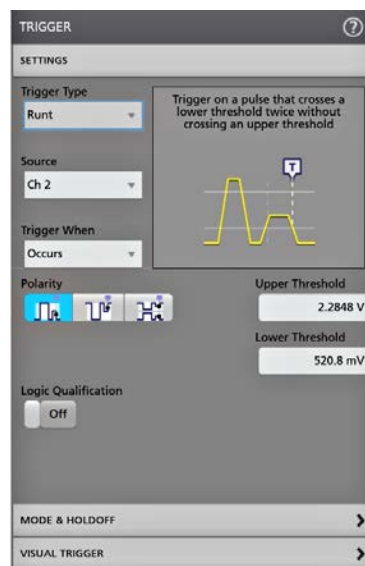 TRIGGER
?
SETTINGS
Trigger Type
Runt
Trigger on a pulse that crosses a
lower threshold twice without
crossing an upper threshold
T
Source
Ch 2
Trigger When
Occurs
Polarity
Upper Threshold
2.2848 V
Lower Threshold
520.8 mV
Logic Qualification
Off
MODE & HOLDOFF
VISUAL TRIGGER